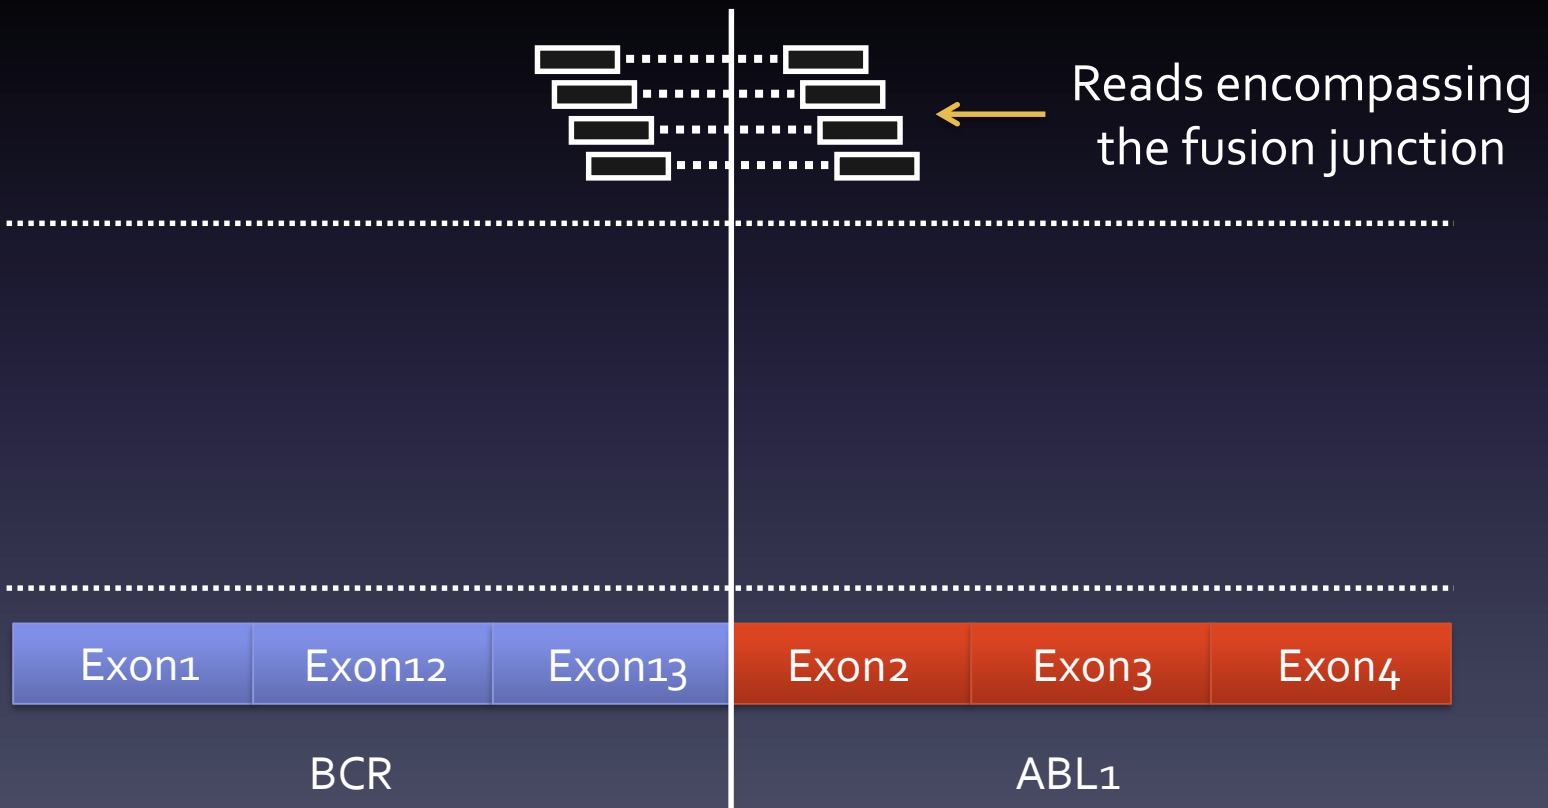 Reads encompassing
the fusion junction
Exon1 Exon12 Exon13 Exon2 Exon3 Exon4
BCR ABL1